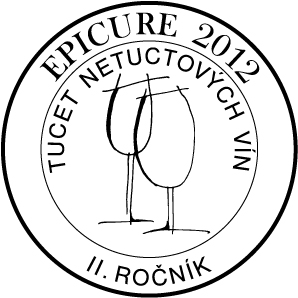 EPICURE 2012
TUCET NETUCTOVÝCH VÍN
II. ROČNÍK